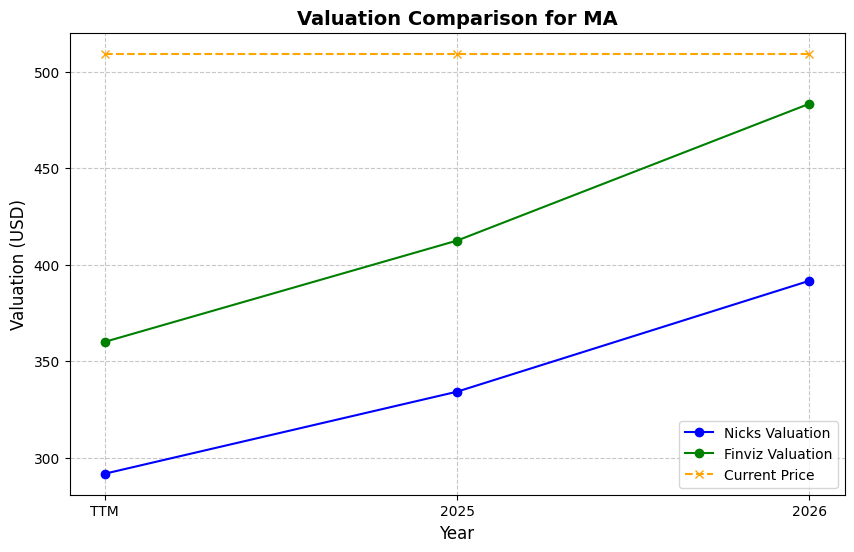 Valuation Comparison for MA
Valuation (USD)
500
450
400
350
300
TTM
2025
2026
Year
Nicks Valuation
Finviz Valuation
Current Price